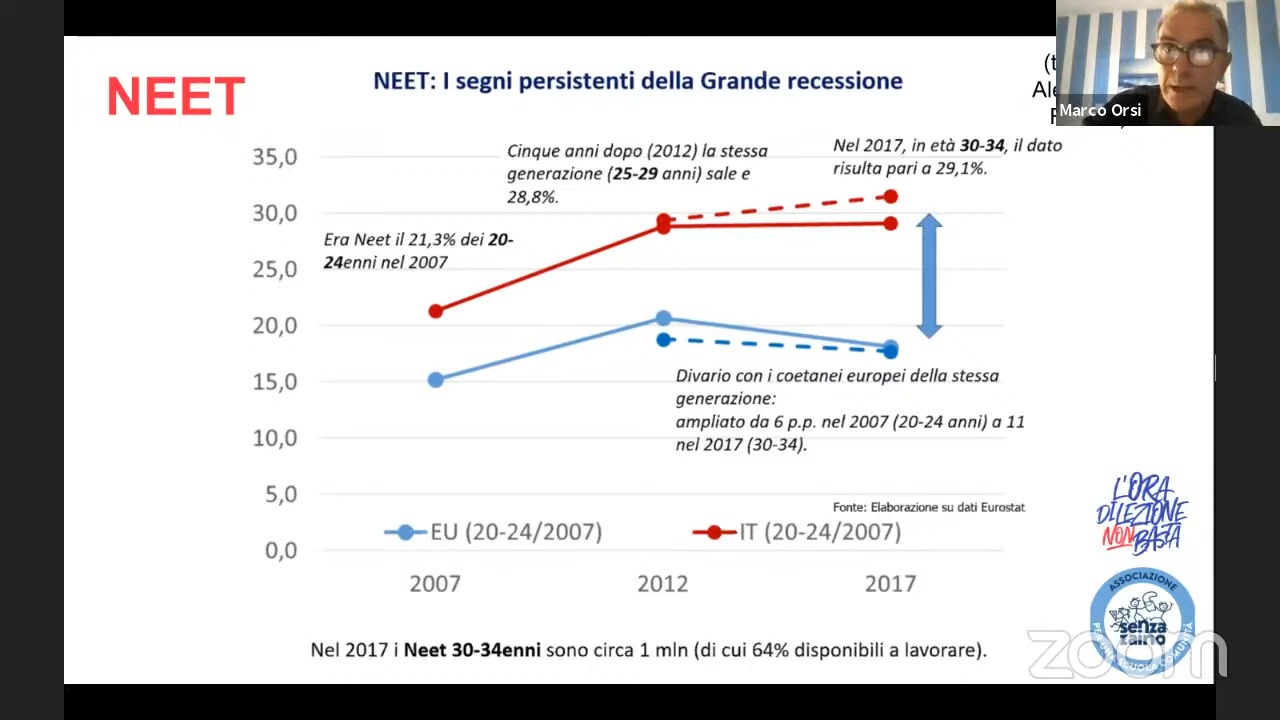 NEET
NEET: I segni persistenti della Grande recessione
Marco Orsi
35,0
30,0
25,0
20,0
15,0
10,0
5,0
0,0
Cinque anni dopo (2012) la stessa
generazione (25-29 anni) sale e
28,8%.
Nel 2017, in età 30-34, il dato
risulta pari a 29,1%.
Era Neet il 21,3% dei 20-
24enni nel 2007
Divario con i coetanei europei della stessa
generazione:
ampliato da 6 p.p. nel 2007 (20-24 anni) a 11
nel 2017 (30-34).
Fonte: Elaborazione su dati Eurostat
EU (20-24/2007)
IT (20-24/2007)
2007
2012
2017
Nel 2017 i Neet 30-34enni sono circa 1 mln (di cui 64% disponibili a lavorare).
L'ORA
DI LEZIONE
NON BASTA
ASSOCIAZIONE
senza
zaino
PER UNA SCUOLA COMUNITÀ
zoom